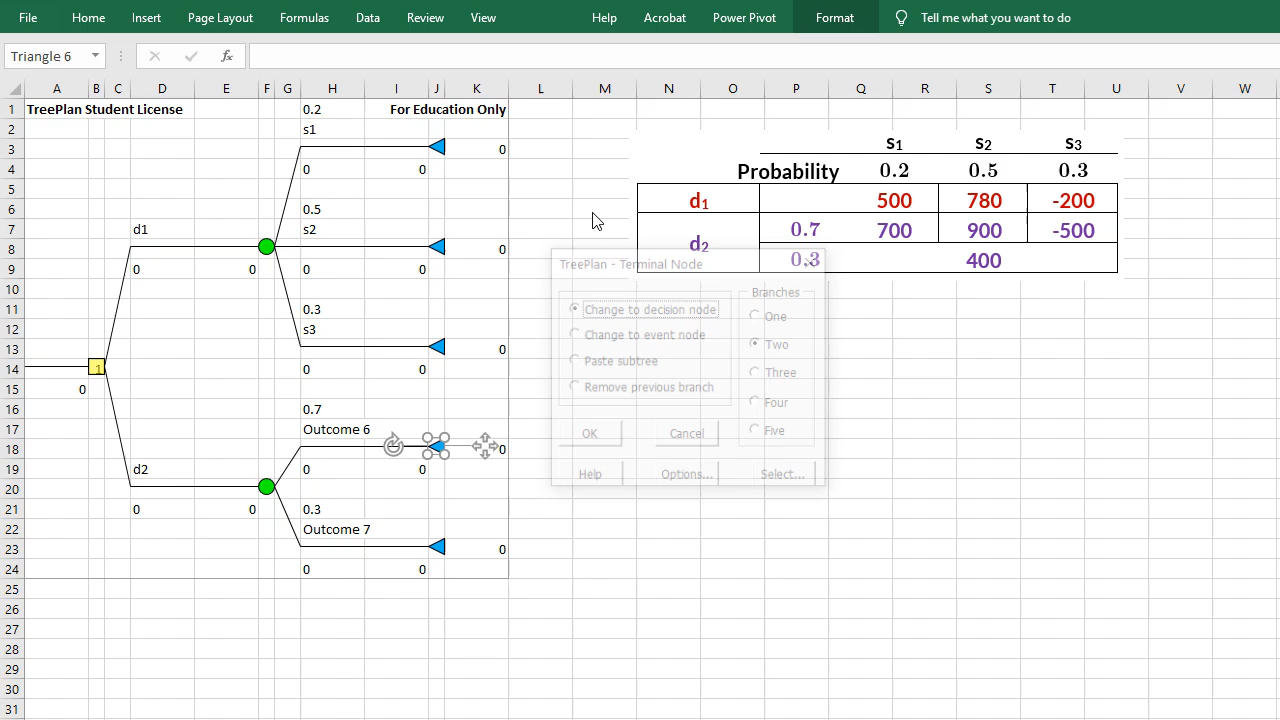 File Home Insert Page Layout Formulas Data Review View Help Acrobat Power Pivot Format Tell me what you want to do
Triangle 6 fx
A B C D E F G H I J K L M N O P Q R S T U V W
1 TreePlan Student License 0.2 For Education Only
2 s1
3 0 s1 s2 s3
4 0 0 Probability 0.2 0.5 0.3
5 d1 500 780 -200
6 0.5
7 d1 s2 d2 0.7 700 900 -500
8 0
9 0 0 0 0 0.3 400
TreePlan - Terminal Node
10
11 0.3
12 s3
13 0
14 1 0 0
15 0
16 0.7
17 Outcome 6
18 0
19 d2 0 0
20
21 0 0 0.3
22 Outcome 7
23 0
24 0 0
25
26
27
28
29
30
31
Branches
Change to decision node One
Change to event node Two
Paste subtree Three
Remove previous branch Four
Five
OK Cancel
Help Options... Select...